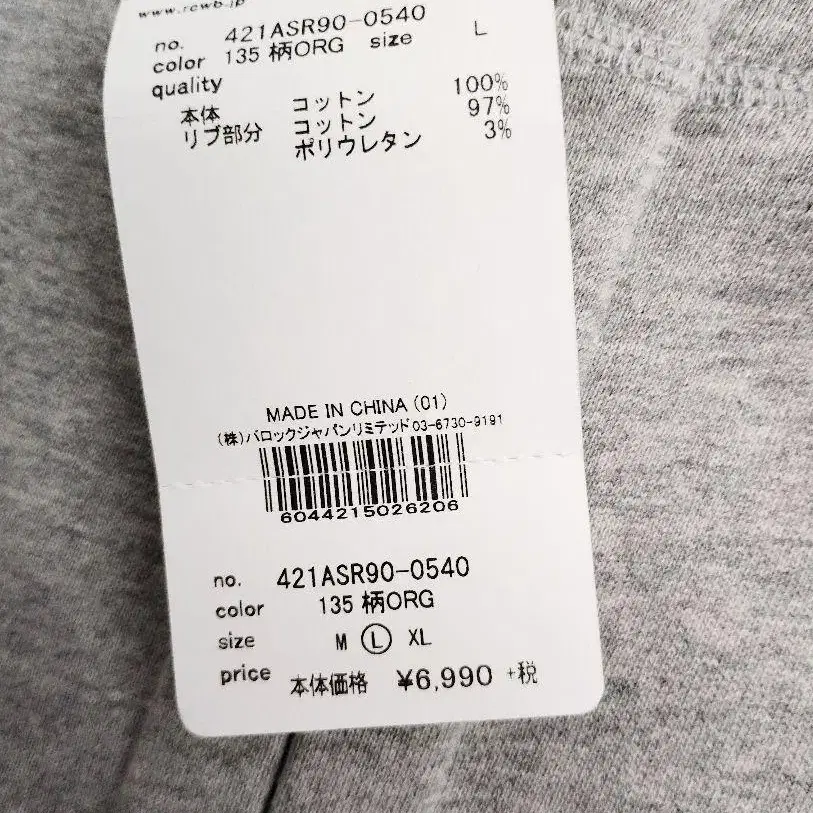 www.rcwb.jp
no. 421ASR90-0540
color 135 柄ORG size L
quality
本体 コットン 100%
リブ部分 コットン 97%
ポリウレタン 3%
MADE IN CHINA (01)
(株)バロックジャパンリミテッド 03-6730-9191
6044215026206
no. 421ASR90-0540
color 135 柄ORG
size M L XL
price 本体価格 ¥6,990 +税